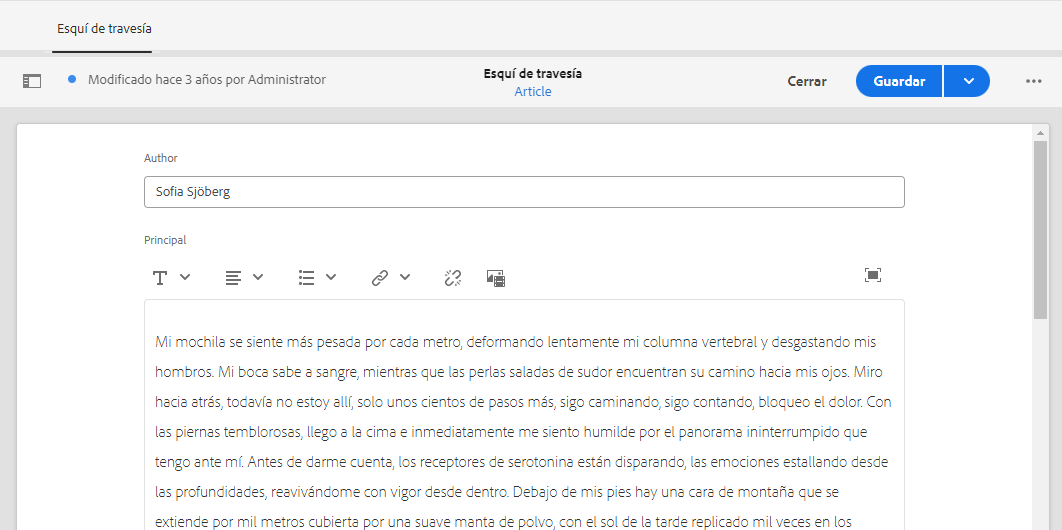 Esquí de travesía
Modificado hace 3 años por Administrator
Esquí de travesía
Article
Cerrar
Guardar
Author
Sofia Sjöberg
Principal
Mi mochila se siente más pesada por cada metro, deformando lentamente mi columna vertebral y desgastando mis
hombros. Mi boca sabe a sangre, mientras que las perlas saladas de sudor encuentran su camino hacia mis ojos. Miro
hacia atrás, todavía no estoy allí, solo unos cientos de pasos más, sigo caminando, sigo contando, bloqueo el dolor. Con
las piernas temblorosas, llego a la cima e inmediatamente me siento humilde por el panorama ininterrumpido que
tengo ante mí. Antes de darme cuenta, los receptores de serotonina están disparando, las emociones estallando desde
las profundidades, reavivándome con vigor desde dentro. Debajo de mis pies hay una cara de montaña que se
extiende por mil metros cubierta por una suave manta de polvo, con el sol de la tarde replicado mil veces en los